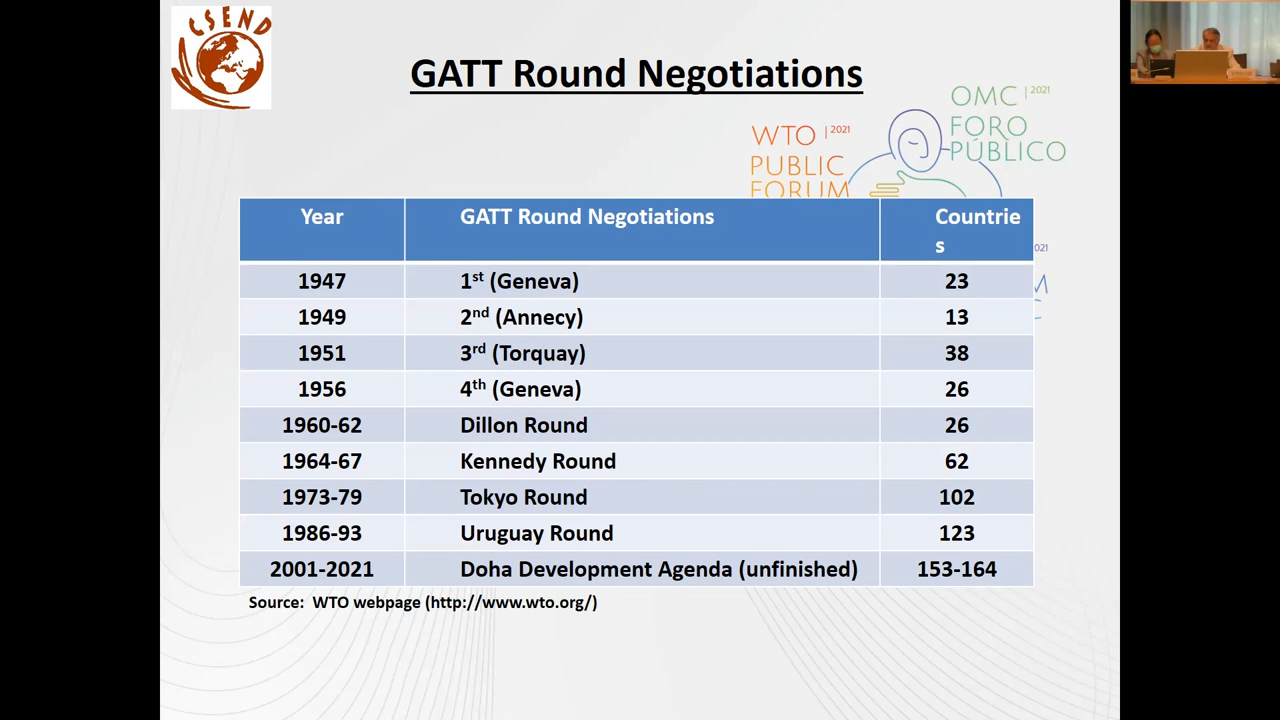 CSEND
GATT Round Negotiations
OMC | 2021
FORO
PÚBLICO
WTO | 2021
PUBLIC
FORUM
Year GATT Round Negotiations Countrie
s
021
1947 1st (Geneva) 23
1949 2nd (Annecy) 13
1951 3rd (Torquay) 38
1956 4th (Geneva) 26
1960-62 Dillon Round 26
1964-67 Kennedy Round 62
1973-79 Tokyo Round 102
1986-93 Uruguay Round 123
2001-2021 Doha Development Agenda (unfinished) 153-164
Source: WTO webpage (http://www.wto.org/)